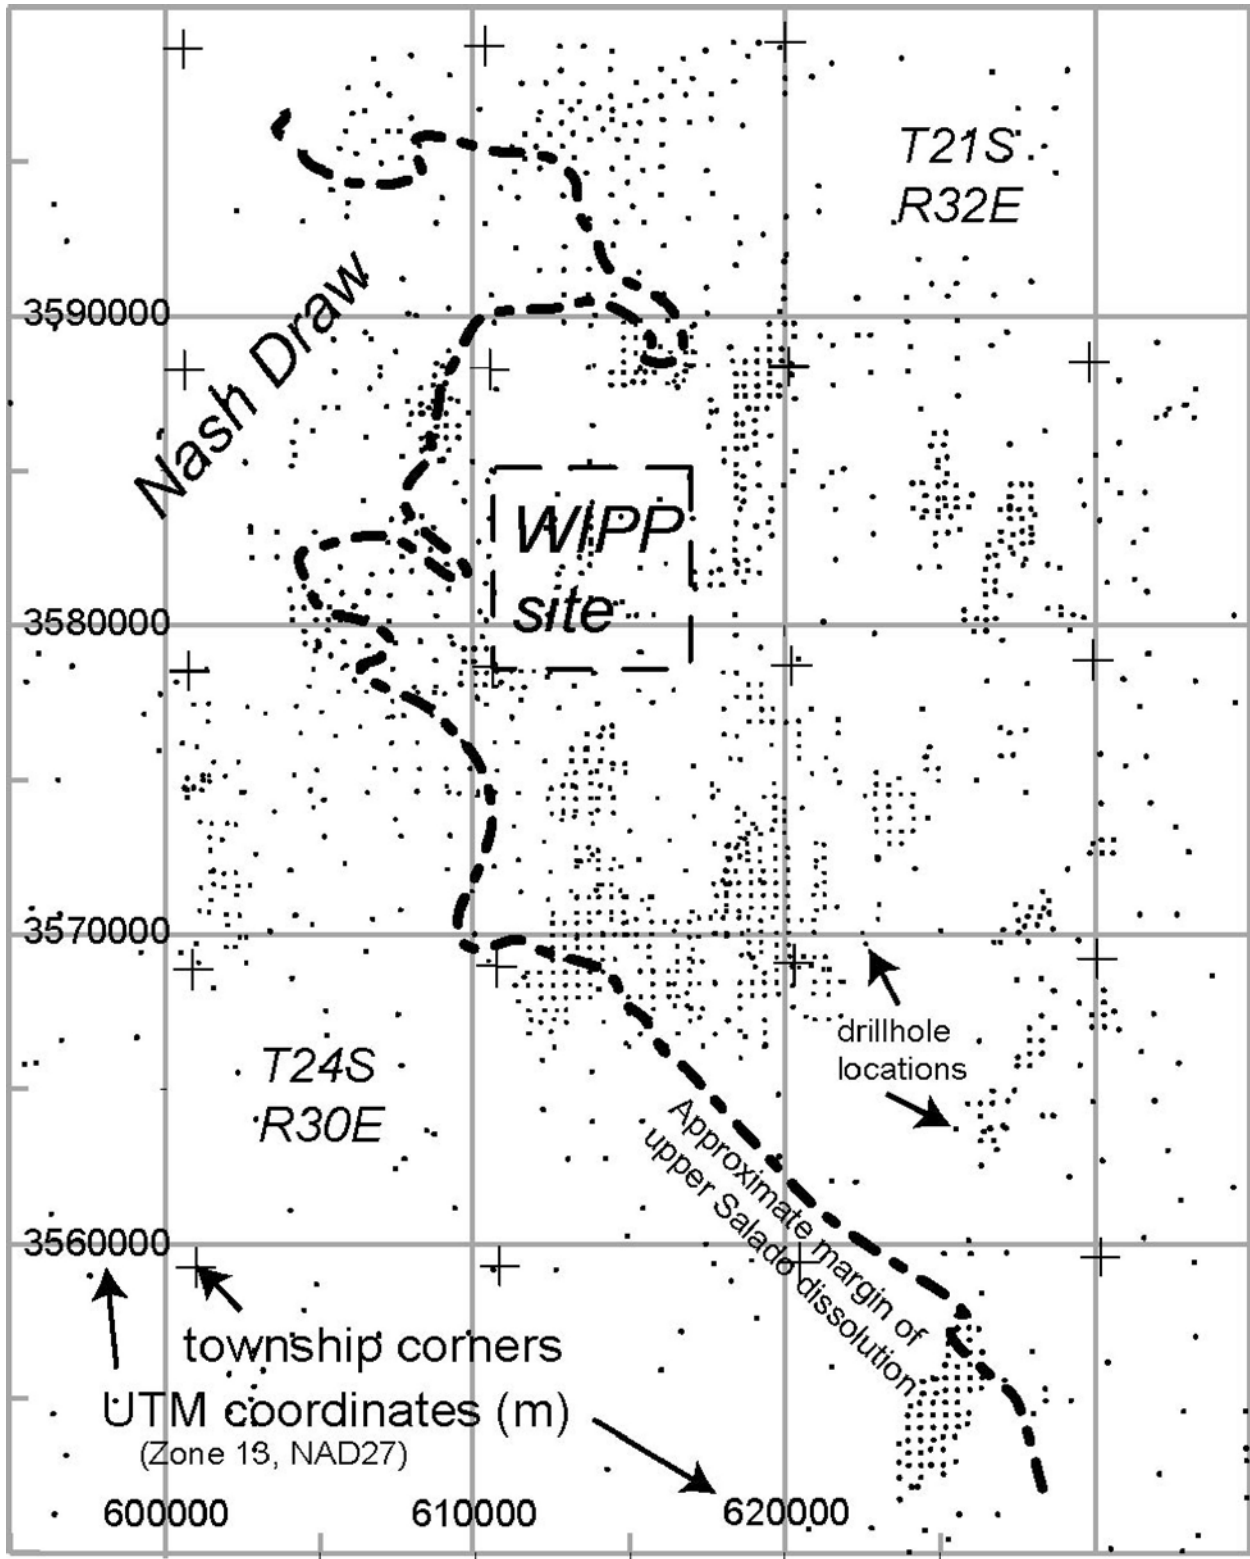 T21S
R32E
Nash Draw
3590000
WIPP
site
3580000
3570000
drillhole
locations
T24S
R30E
Approximate margin of
upper Salado dissolution
3560000
township corners
UTM coordinates (m)
(Zone 13, NAD27)
600000
610000
620000